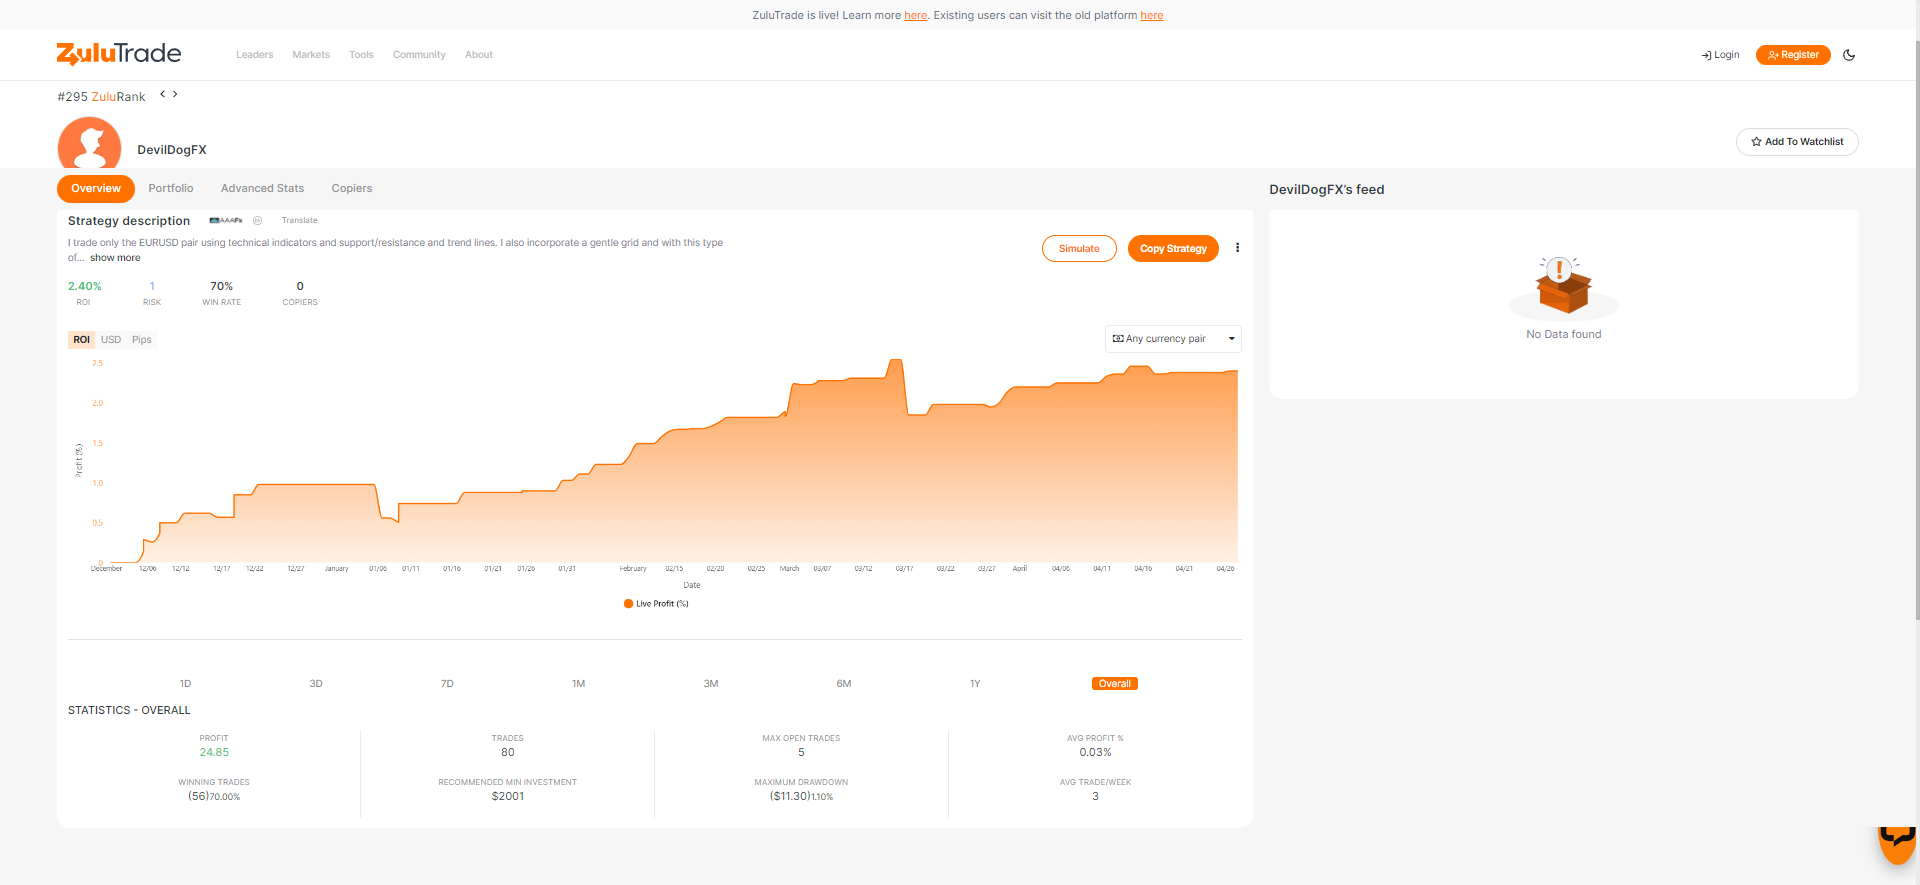 ZuluTrade is live! Learn more here. Existing users can visit the old platform here
ZuluTrade
Leaders Markets Tools Community About
Login Register
#295 ZuluRank < >
DevilDogFX
Add To Watchlist
Overview Portfolio Advanced Stats Copiers
DevilDogFX's feed
Strategy description AAAFx Translate
I trade only the EURUSD pair using technical indicators and support/resistance and trend lines. I also incorporate a gentle grid and with this type
of... show more
Simulate Copy Strategy
2.40% 1 70% 0
ROI RISK WIN RATE COPIERS
No Data found
ROI USD Pips
Any currency pair
2.5
2.0
1.5
1.0
0.5
0
Profit (%)
December 12/06 12/12 12/17 12/22 12/27 January 01/06 01/11 01/16 01/21 01/26 01/31 February 02/15 02/20 02/25 March 03/07 03/12 03/17 03/22 03/27 April 04/06 04/11 04/16 04/21 04/26
Date
Live Profit (%)
1D 3D 7D 1M 3M 6M 1Y Overall
STATISTICS - OVERALL
PROFIT TRADES MAX OPEN TRADES AVG PROFIT %
24.85 80 5 0.03%
WINNING TRADES RECOMMENDED MIN INVESTMENT MAXIMUM DRAWDOWN AVG TRADE/WEEK
(56)70.00% $2001 ($11.30)1.10% 3